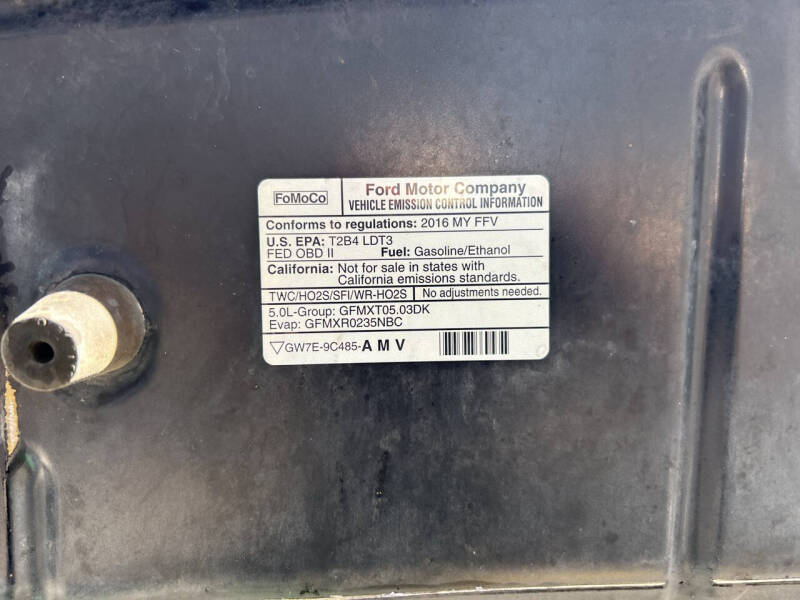 FoMoCo
Ford Motor Company
VEHICLE EMISSION CONTROL INFORMATION
Conforms to regulations: 2016 MY FFV
U.S. EPA: T2B4 LDT3
FED OBD II Fuel: Gasoline/Ethanol
California: Not for sale in states with
California emissions standards.
TWC/HO2S/SFI/WR-HO2S No adjustments needed.
5.0L-Group: GFMXT05.03DK
Evap: GFMXR0235NBC
GW7E-9C485-AMV